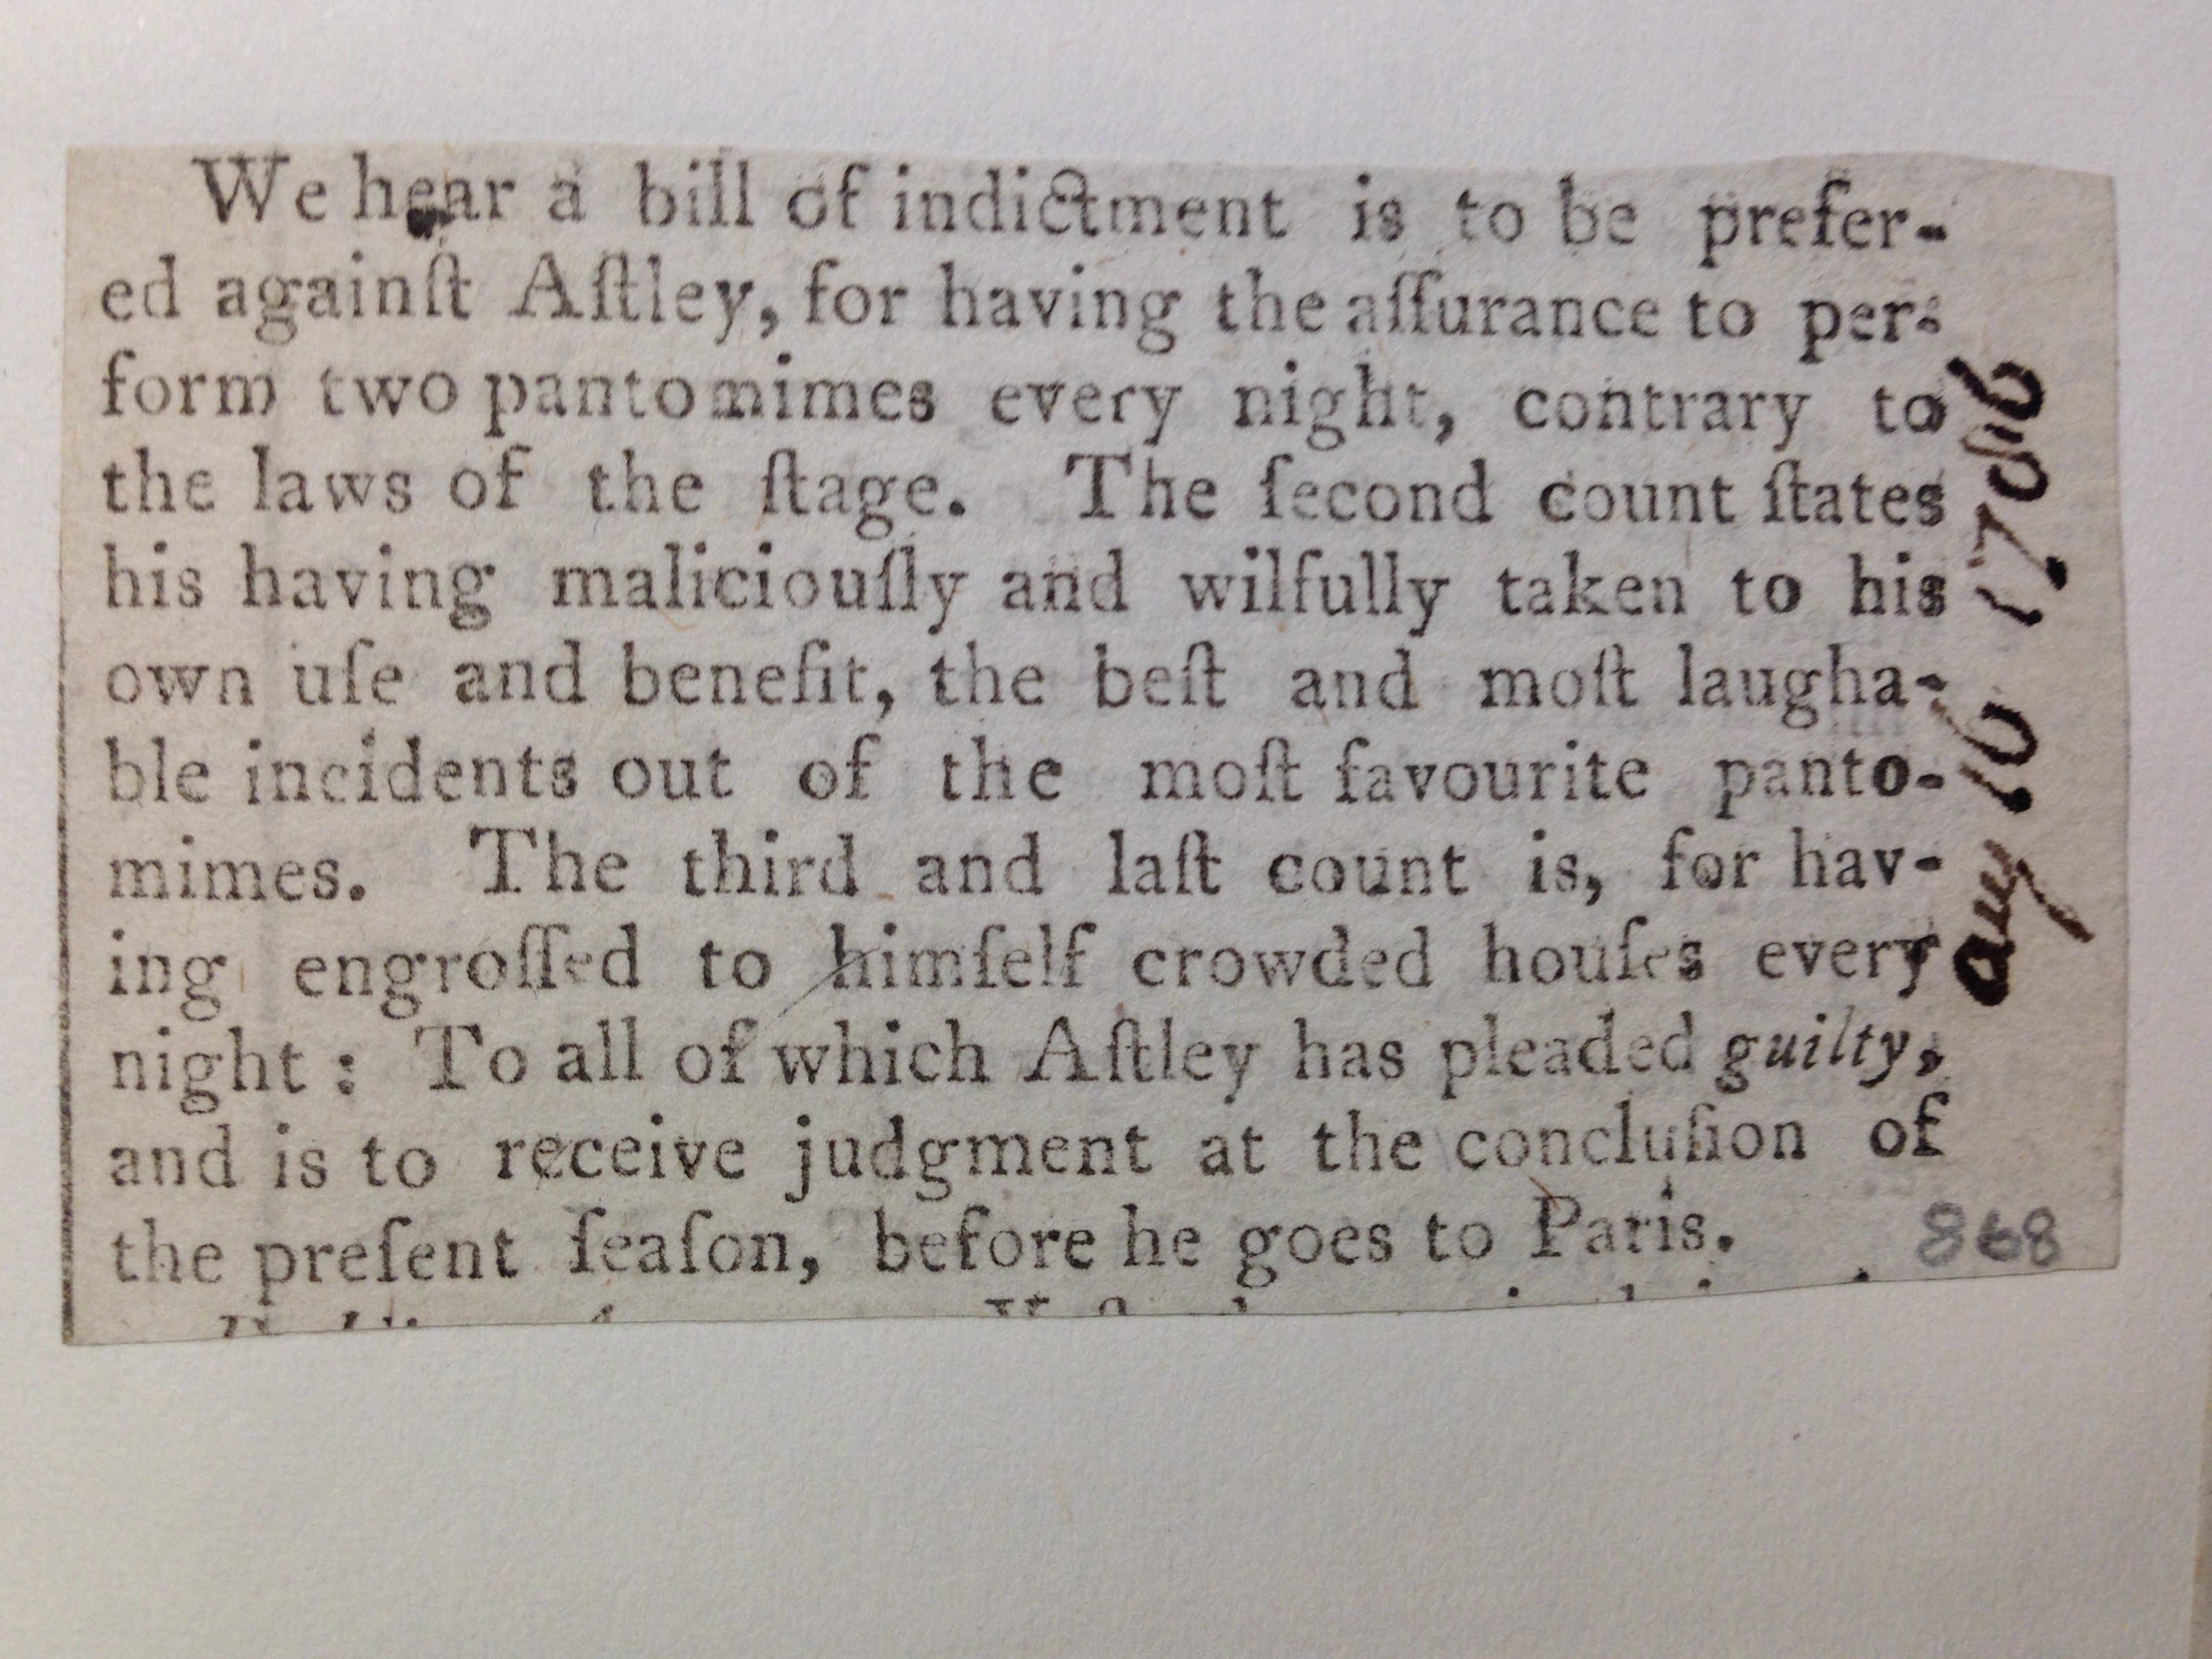 We hear a bill of indictment is to be prefer-
ed againſt Aſtley, for having the aſſurance to per-
form two pantomimes every night, contrary to
the laws of the ſtage. The ſecond count ſtates
his having maliciouſly and wilfully taken to his
own uſe and benefit, the beſt and moſt laugha-
ble incidents out of the moſt favourite panto-
mimes. The third and laſt count is, for hav-
ing engroſſed to himſelf crowded houſes every
night: To all of which Aſtley has pleaded guilty,
and is to receive judgment at the concluſion of
the preſent ſeaſon, before he goes to Paris.
aug 10 1786
868